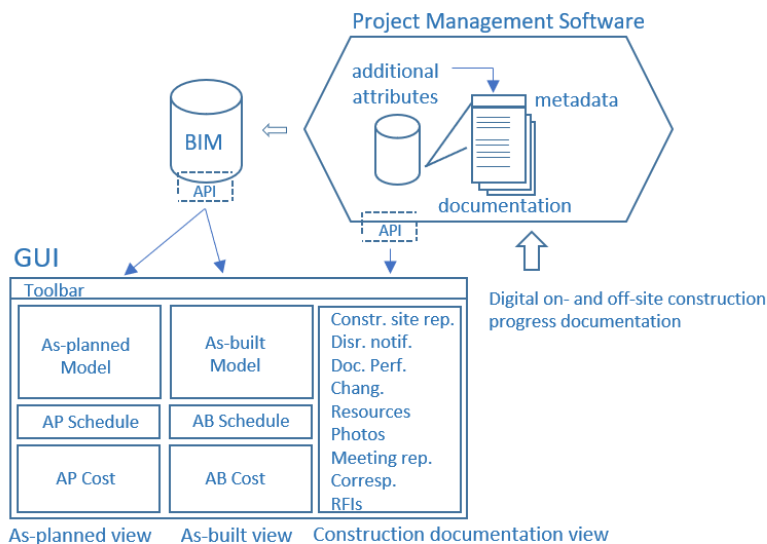 Project Management Software
additional
attributes
metadata
BIM
API
documentation
API
GUI
Digital on- and off-site construction
progress documentation
Toolbar
As-planned
Model
As-built
Model
Constr. site rep.
Disr. notif.
Doc. Perf.
Chang.
Resources
Photos
Meeting rep.
Corresp.
RFIs
AP Schedule
AB Schedule
AP Cost
AB Cost
As-planned view
As-built view
Construction documentation view